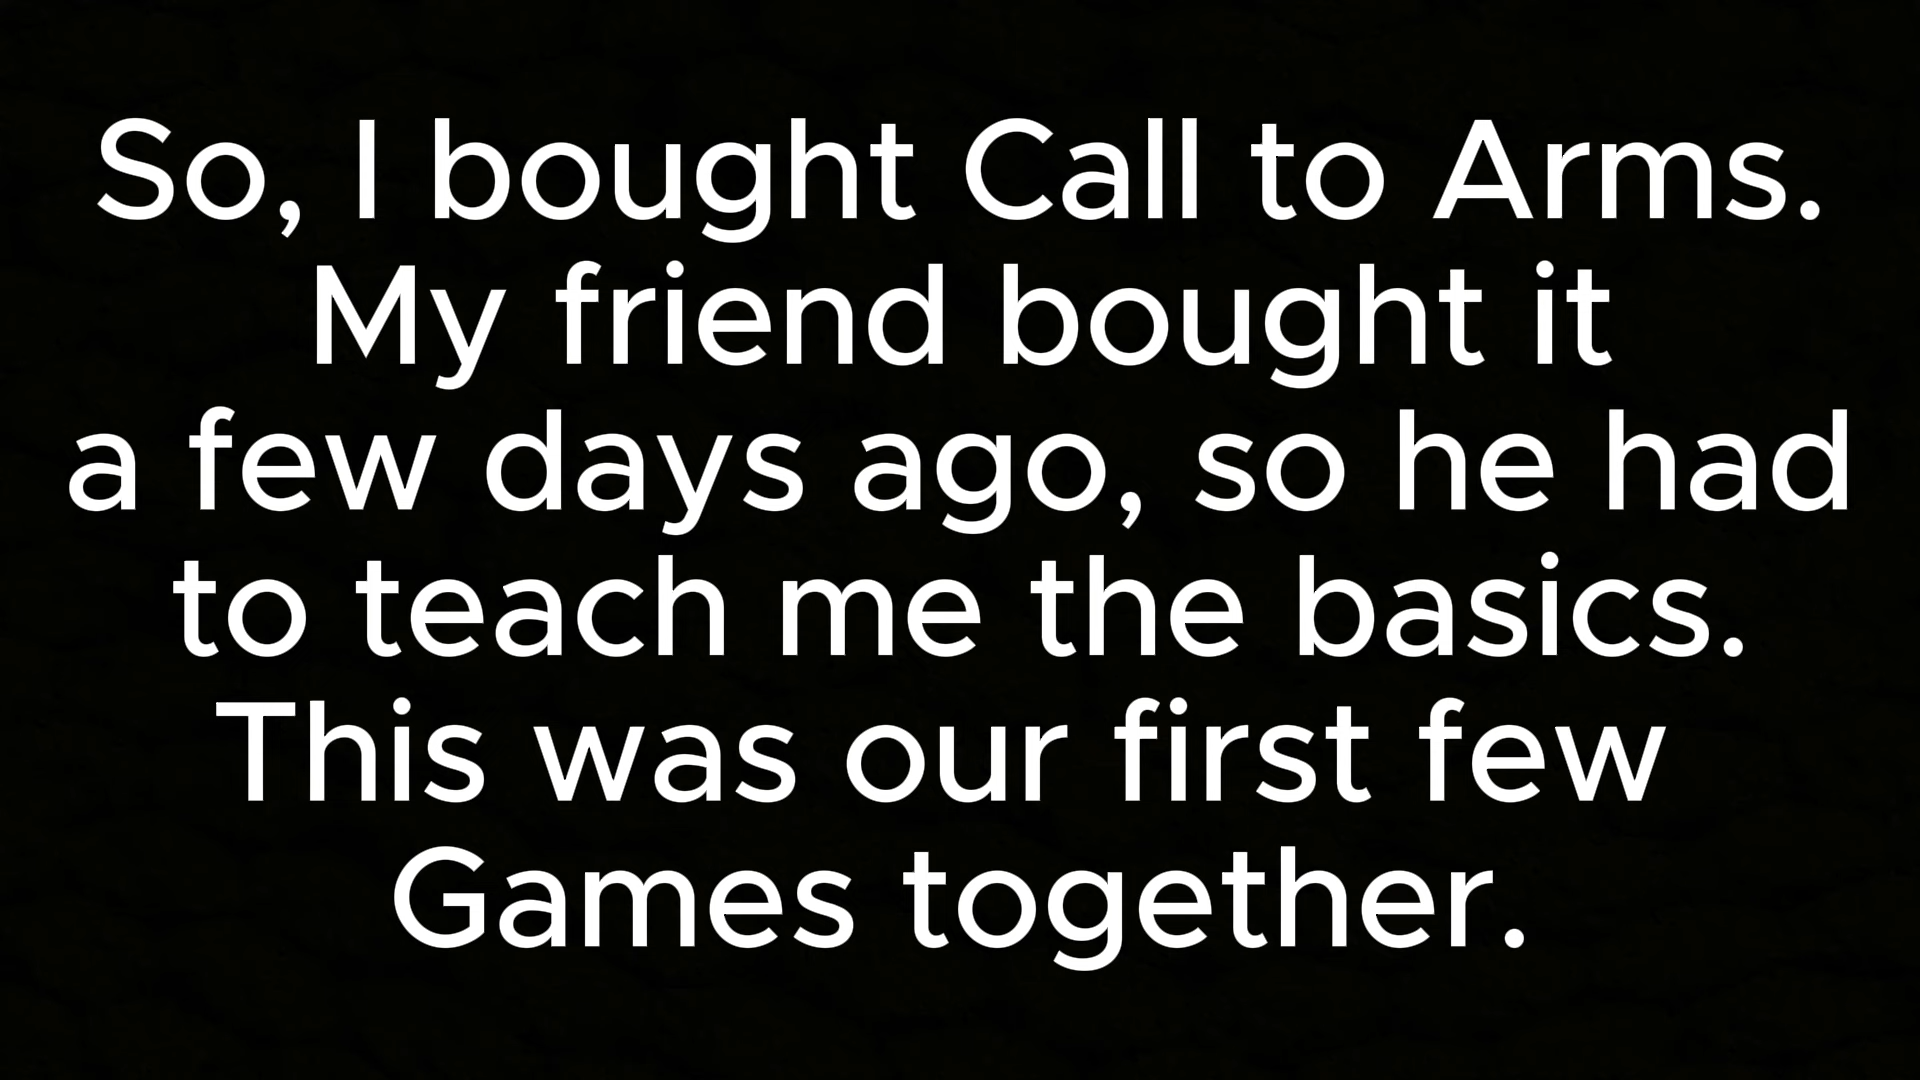 So, I bought Call to Arms.
My friend bought it
a few days ago, so he had
to teach me the basics.
This was our first few
Games together.